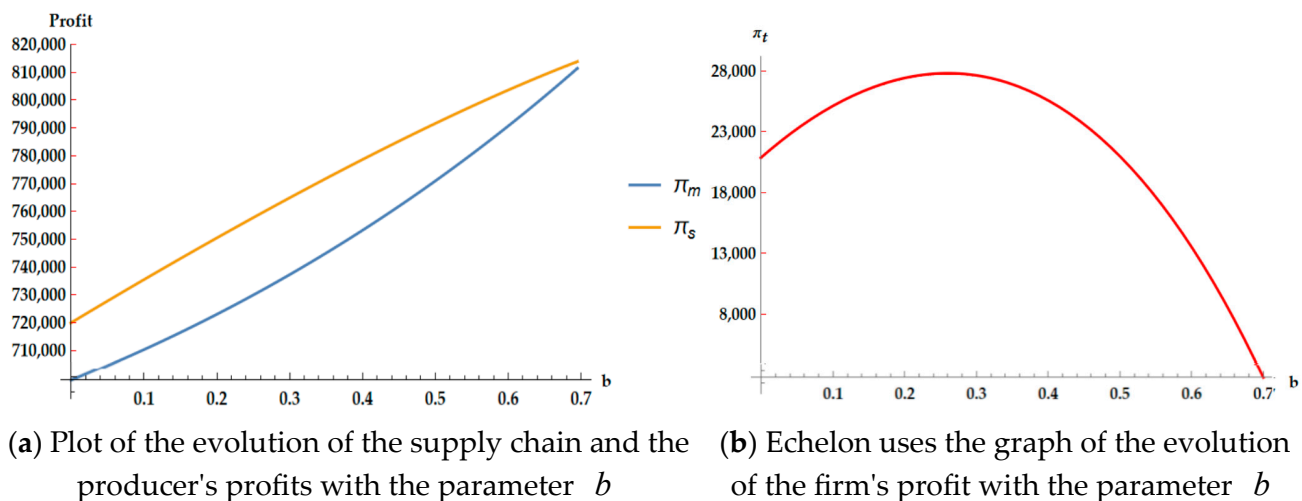 Profit
820,000
810,000
800,000
790,000
780,000
770,000
760,000
750,000
740,000
730,000
720,000
710,000
0.1 0.2 0.3 0.4 0.5 0.6 0.7 b
π_m
π_s
π_t
28,000
23,000
18,000
13,000
8,000
0.1 0.2 0.3 0.4 0.5 0.6 0.7 b
(a) Plot of the evolution of the supply chain and the
producer's profits with the parameter b
(b) Echelon uses the graph of the evolution
of the firm's profit with the parameter b